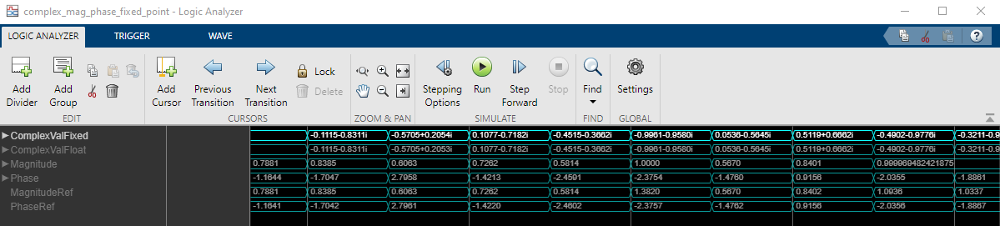 complex_mag_phase_fixed_point - Logic Analyzer
LOGIC ANALYZER TRIGGER WAVE
Add Divider
Add Group
Add Cursor
Previous Transition
Next Transition
Lock
Delete
Stepping Options
Run
Step Forward
Stop
Find
Settings
EDIT CURSORS ZOOM & PAN SIMULATE FIND GLOBAL
ComplexValFixed -0.1115-0.8311i -0.5705+0.2054i 0.1077-0.7182i -0.4515-0.3662i -0.9961-0.9580i 0.0536-0.5645i 0.5119+0.6662i -0.4902-0.9776i -0.3211-0.9
ComplexValFloat -0.1115-0.8311i -0.5705+0.2053i 0.1077-0.7182i -0.4515-0.3662i -0.9961-0.9580i 0.0536-0.5645i 0.5119+0.6662i -0.4902-0.9776i -0.3211-0.9
Magnitude 0.7881 0.8385 0.6063 0.7262 0.5814 1.0000 0.5670 0.8401 0.999969482421875
Phase -1.1644 -1.7047 2.7958 -1.4213 -2.4591 -2.3754 -1.4760 0.9156 -2.0355 -1.8861
MagnitudeRef 0.7881 0.8385 0.6063 0.7262 0.5814 1.3820 0.5670 0.8402 1.0936 1.0337
PhaseRef -1.1641 -1.7042 2.7961 -1.4220 -2.4602 -2.3757 -1.4762 0.9156 -2.0356 -1.8867